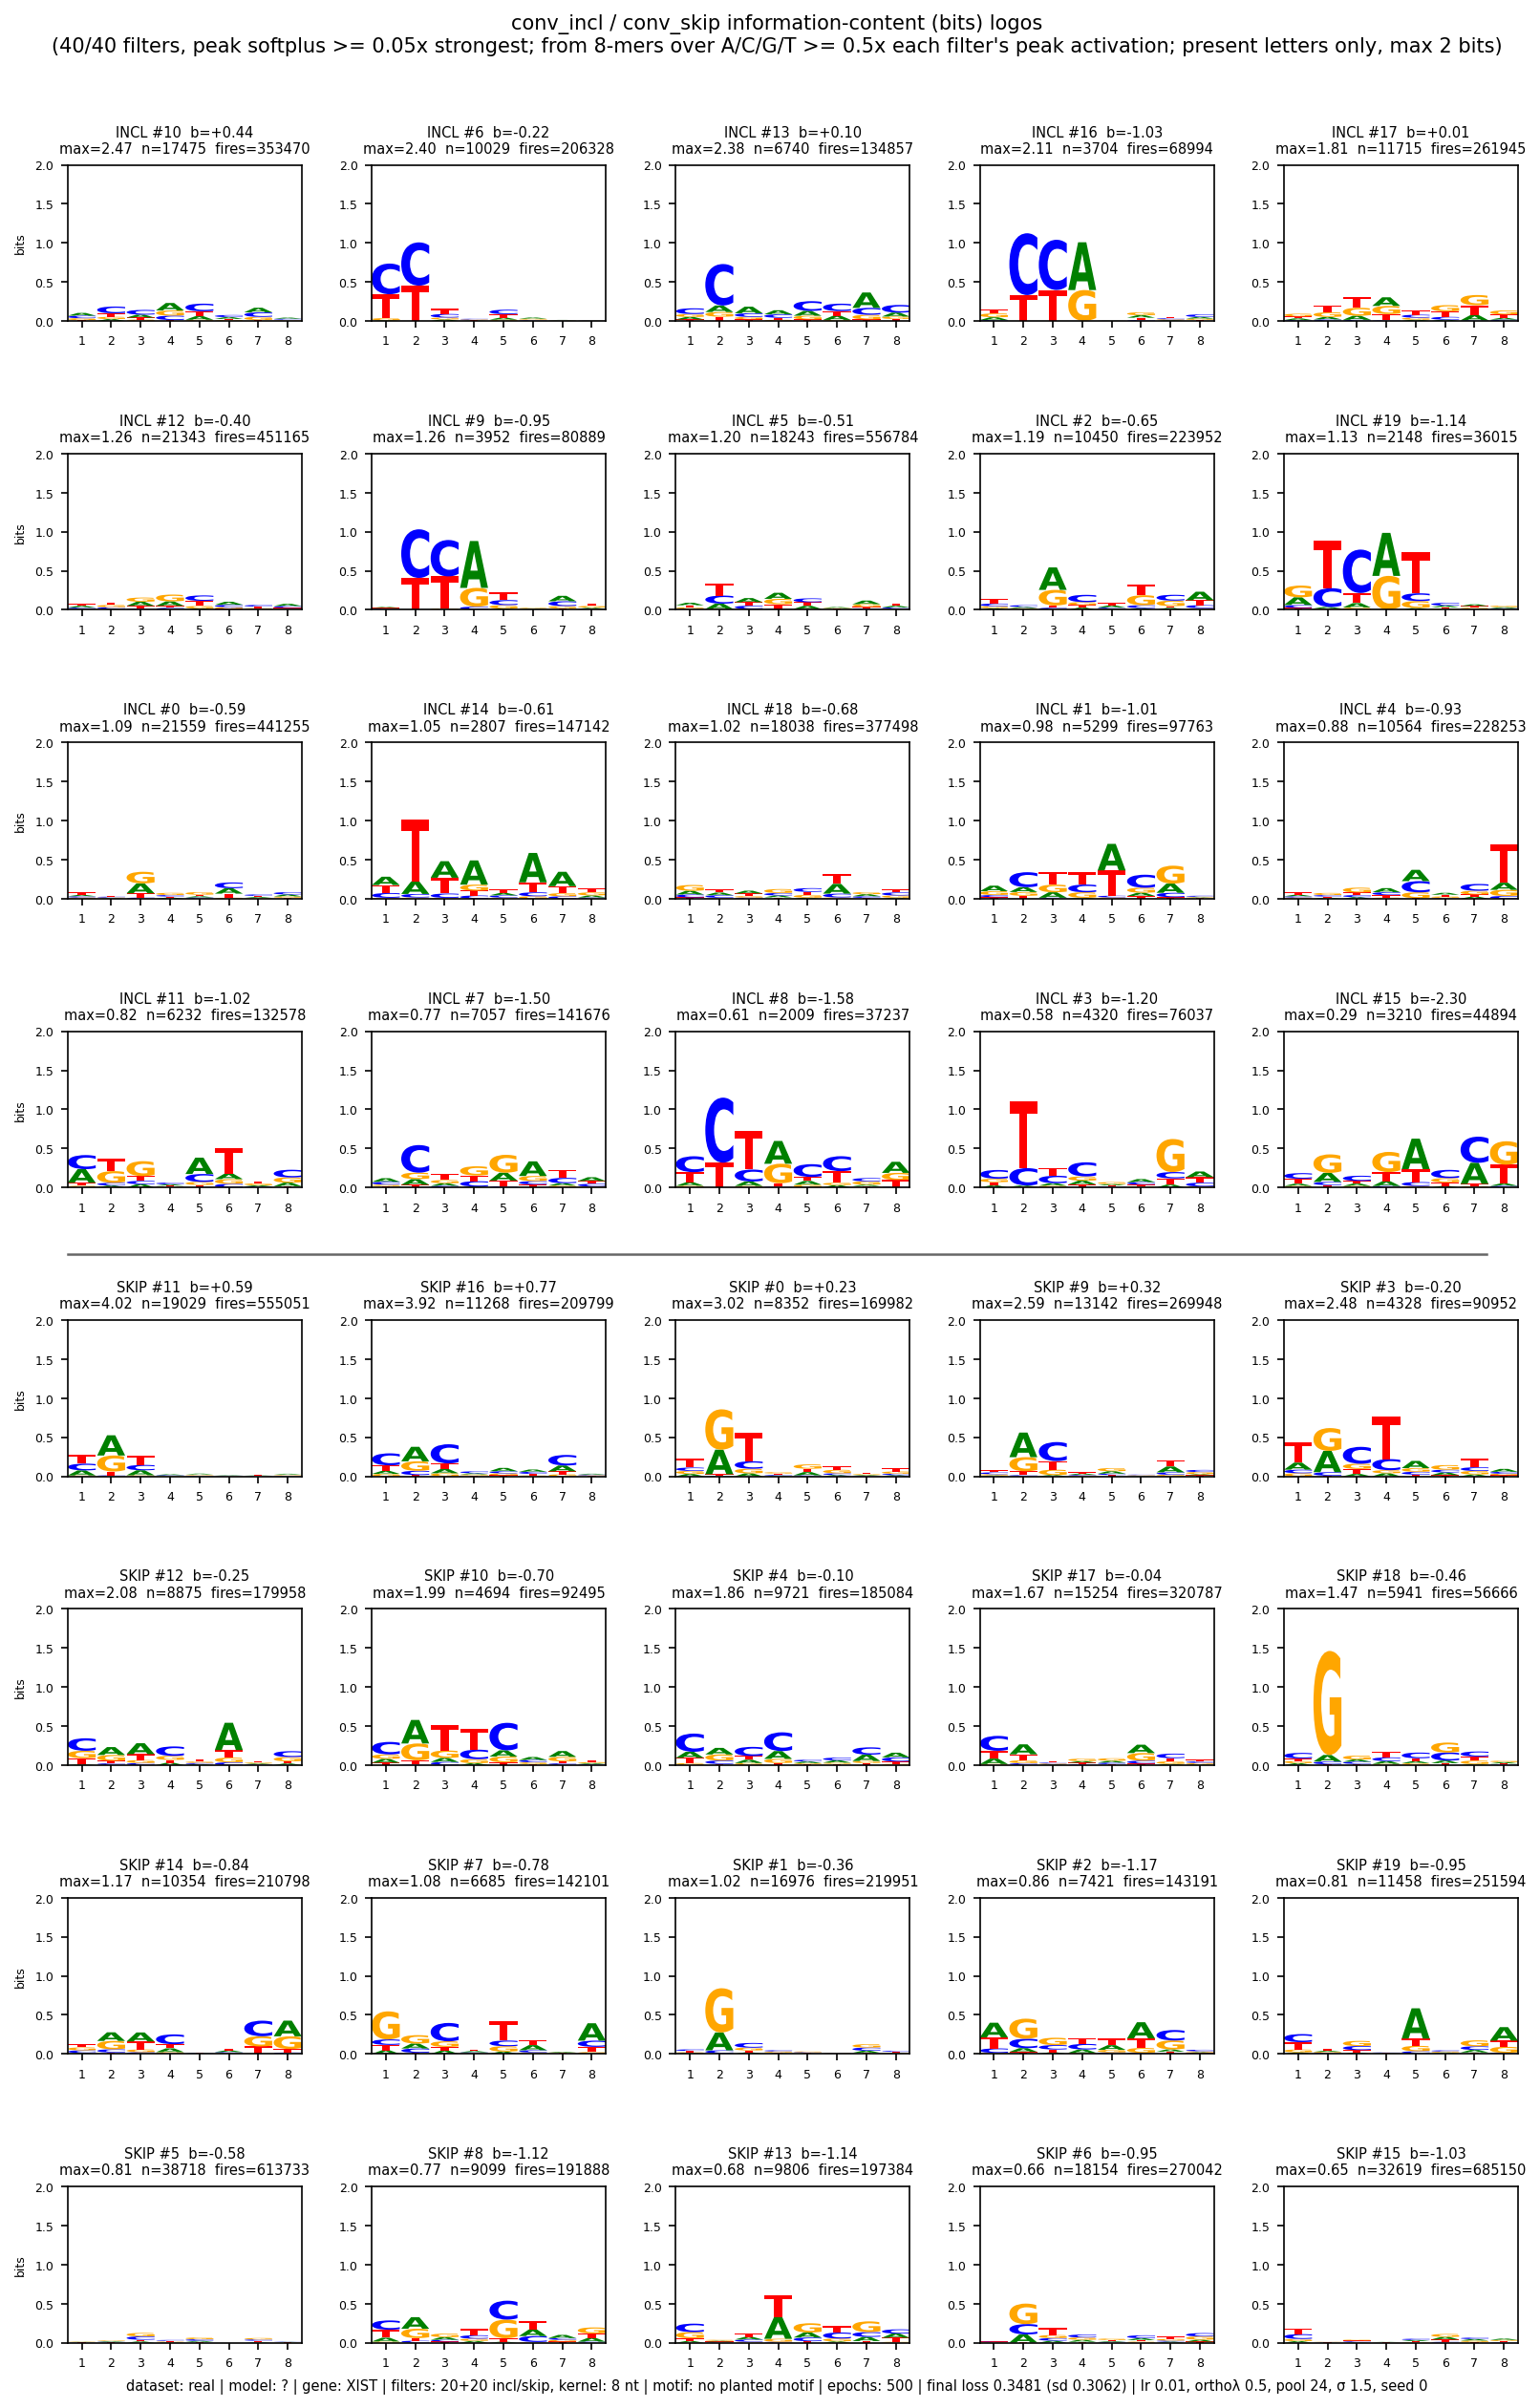 conv_incl / conv_skip information-content (bits) logos
(40/40 filters, peak softplus >= 0.05x strongest; from 8-mers over A/C/G/T >= 0.5x each filter's peak activation; present letters only, max 2 bits)
INCL #10 b=+0.44
max=2.47 n=17475 fires=353470
INCL #6 b=-0.22
max=2.40 n=10029 fires=206328
INCL #13 b=+0.10
max=2.38 n=6740 fires=134857
INCL #16 b=-1.03
max=2.11 n=3704 fires=68994
INCL #17 b=+0.01
max=1.81 n=11715 fires=261945
INCL #12 b=-0.40
max=1.26 n=21343 fires=451165
INCL #9 b=-0.95
max=1.26 n=3952 fires=80889
INCL #5 b=-0.51
max=1.20 n=18243 fires=556784
INCL #2 b=-0.65
max=1.19 n=10450 fires=223952
INCL #19 b=-1.14
max=1.13 n=2148 fires=36015
INCL #0 b=-0.59
max=1.09 n=21559 fires=441255
INCL #14 b=-0.61
max=1.05 n=2807 fires=147142
INCL #18 b=-0.68
max=1.02 n=18038 fires=377498
INCL #1 b=-1.01
max=0.98 n=5299 fires=97763
INCL #4 b=-0.93
max=0.88 n=10564 fires=228253
INCL #11 b=-1.02
max=0.82 n=6232 fires=132578
INCL #7 b=-1.50
max=0.77 n=7057 fires=141676
INCL #8 b=-1.58
max=0.61 n=2009 fires=37237
INCL #3 b=-1.20
max=0.58 n=4320 fires=76037
INCL #15 b=-2.30
max=0.29 n=3210 fires=44894
SKIP #11 b=+0.59
max=4.02 n=19029 fires=555051
SKIP #16 b=+0.77
max=3.92 n=11268 fires=209799
SKIP #0 b=+0.23
max=3.02 n=8352 fires=169982
SKIP #9 b=+0.32
max=2.59 n=13142 fires=269948
SKIP #3 b=-0.20
max=2.48 n=4328 fires=90952
SKIP #12 b=-0.25
max=2.08 n=8875 fires=179958
SKIP #10 b=-0.70
max=1.99 n=4694 fires=92495
SKIP #4 b=-0.10
max=1.86 n=9721 fires=185084
SKIP #17 b=-0.04
max=1.67 n=15254 fires=320787
SKIP #18 b=-0.46
max=1.47 n=5941 fires=56666
SKIP #14 b=-0.84
max=1.17 n=10354 fires=210798
SKIP #7 b=-0.78
max=1.08 n=6685 fires=142101
SKIP #1 b=-0.36
max=1.02 n=16976 fires=219951
SKIP #2 b=-1.17
max=0.86 n=7421 fires=143191
SKIP #19 b=-0.95
max=0.81 n=11458 fires=251594
SKIP #5 b=-0.58
max=0.81 n=38718 fires=613733
SKIP #8 b=-1.12
max=0.77 n=9099 fires=191888
SKIP #13 b=-1.14
max=0.68 n=9806 fires=197384
SKIP #6 b=-0.95
max=0.66 n=18154 fires=270042
SKIP #15 b=-1.03
max=0.65 n=32619 fires=685150
dataset: real | model: ? | gene: XIST | filters: 20+20 incl/skip, kernel: 8 nt | motif: no planted motif | epochs: 500 | final loss 0.3481 (sd 0.3062) | lr 0.01, orthoλ 0.5, pool 24, σ 1.5, seed 0